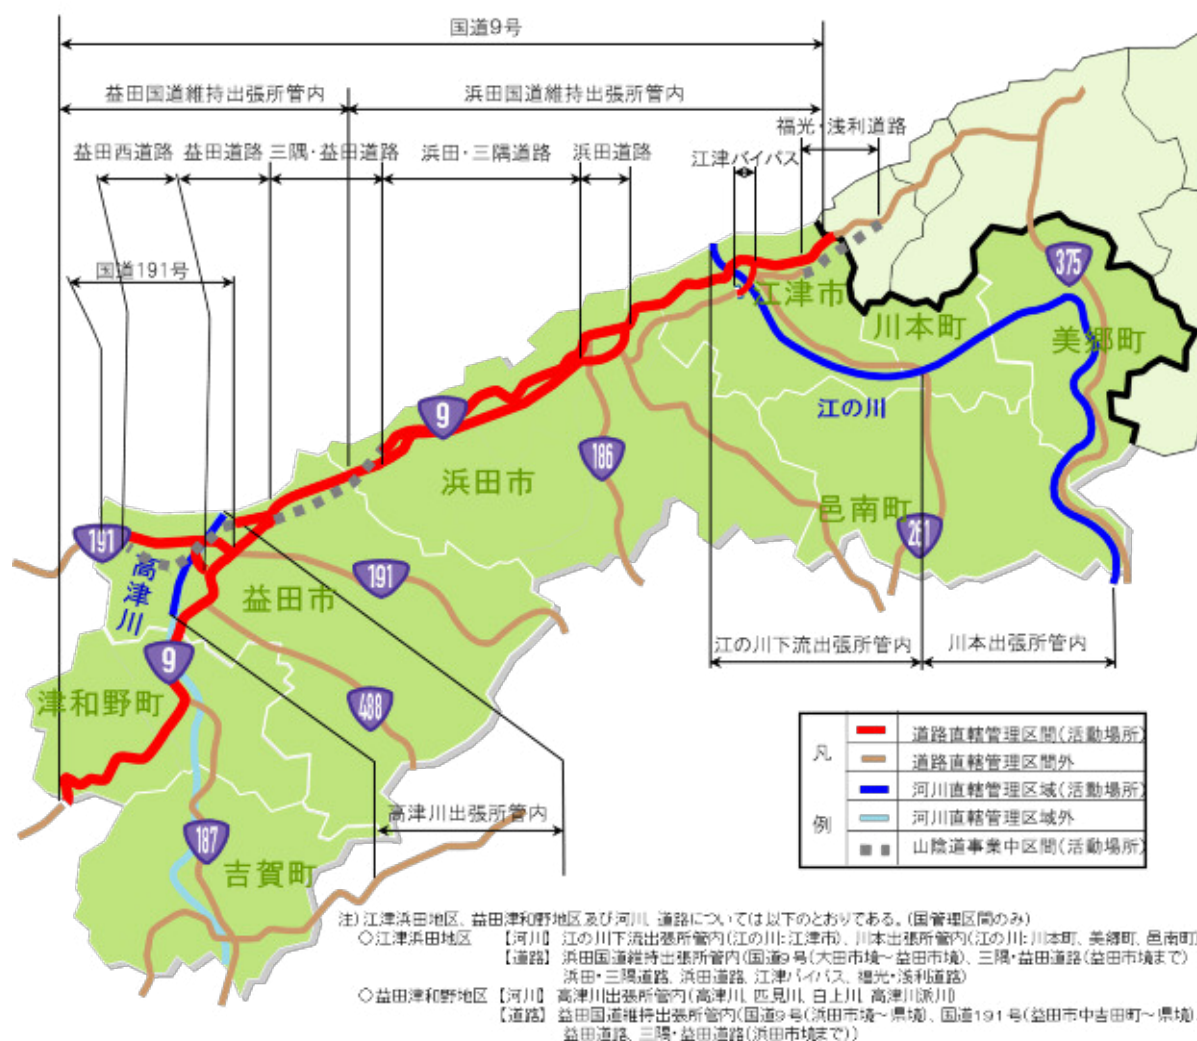 国道9号
益田国道維持出張所管内
浜田国道維持出張所管内
福光・浅利道路
益田西道路
益田道路
三隅・益田道路
浜田・三隅道路
浜田道路
江津バイパス
国道191号
375
江津市
川本町
美郷町
9
江の川
186
浜田市
邑南町
261
191
高津川
191
益田市
江の川下流出張所管内
川本出張所管内
9
津和野町
488
高津川出張所管内
187
吉賀町
凡例
道路直轄管理区間(活動場所)
道路直轄管理区間外
河川直轄管理区域(活動場所)
河川直轄管理区域外
山陰道事業中区間(活動場所)
注)江津浜田地区、益田津和野地区及び河川、道路については以下のとおりである。(国管理区間のみ)
◇江津浜田地区 【河川】 江の川下流出張所管内(江の川:江津市)、川本出張所管内(江の川:川本町、美郷町、邑南町)
【道路】 浜田国道維持出張所管内(国道9号(大田市境～益田市境)、三隅・益田道路(益田市境まで)
浜田・三隅道路、浜田道路、江津バイパス、福光・浅利道路)
◇益田津和野地区 【河川】 高津川出張所管内(高津川、匹見川、白上川、高津川派川)
【道路】 益田国道維持出張所管内(国道9号(浜田市境～県境)、国道191号(益田市中吉田町～県境)
益田道路、三隅・益田道路(浜田市境まで))